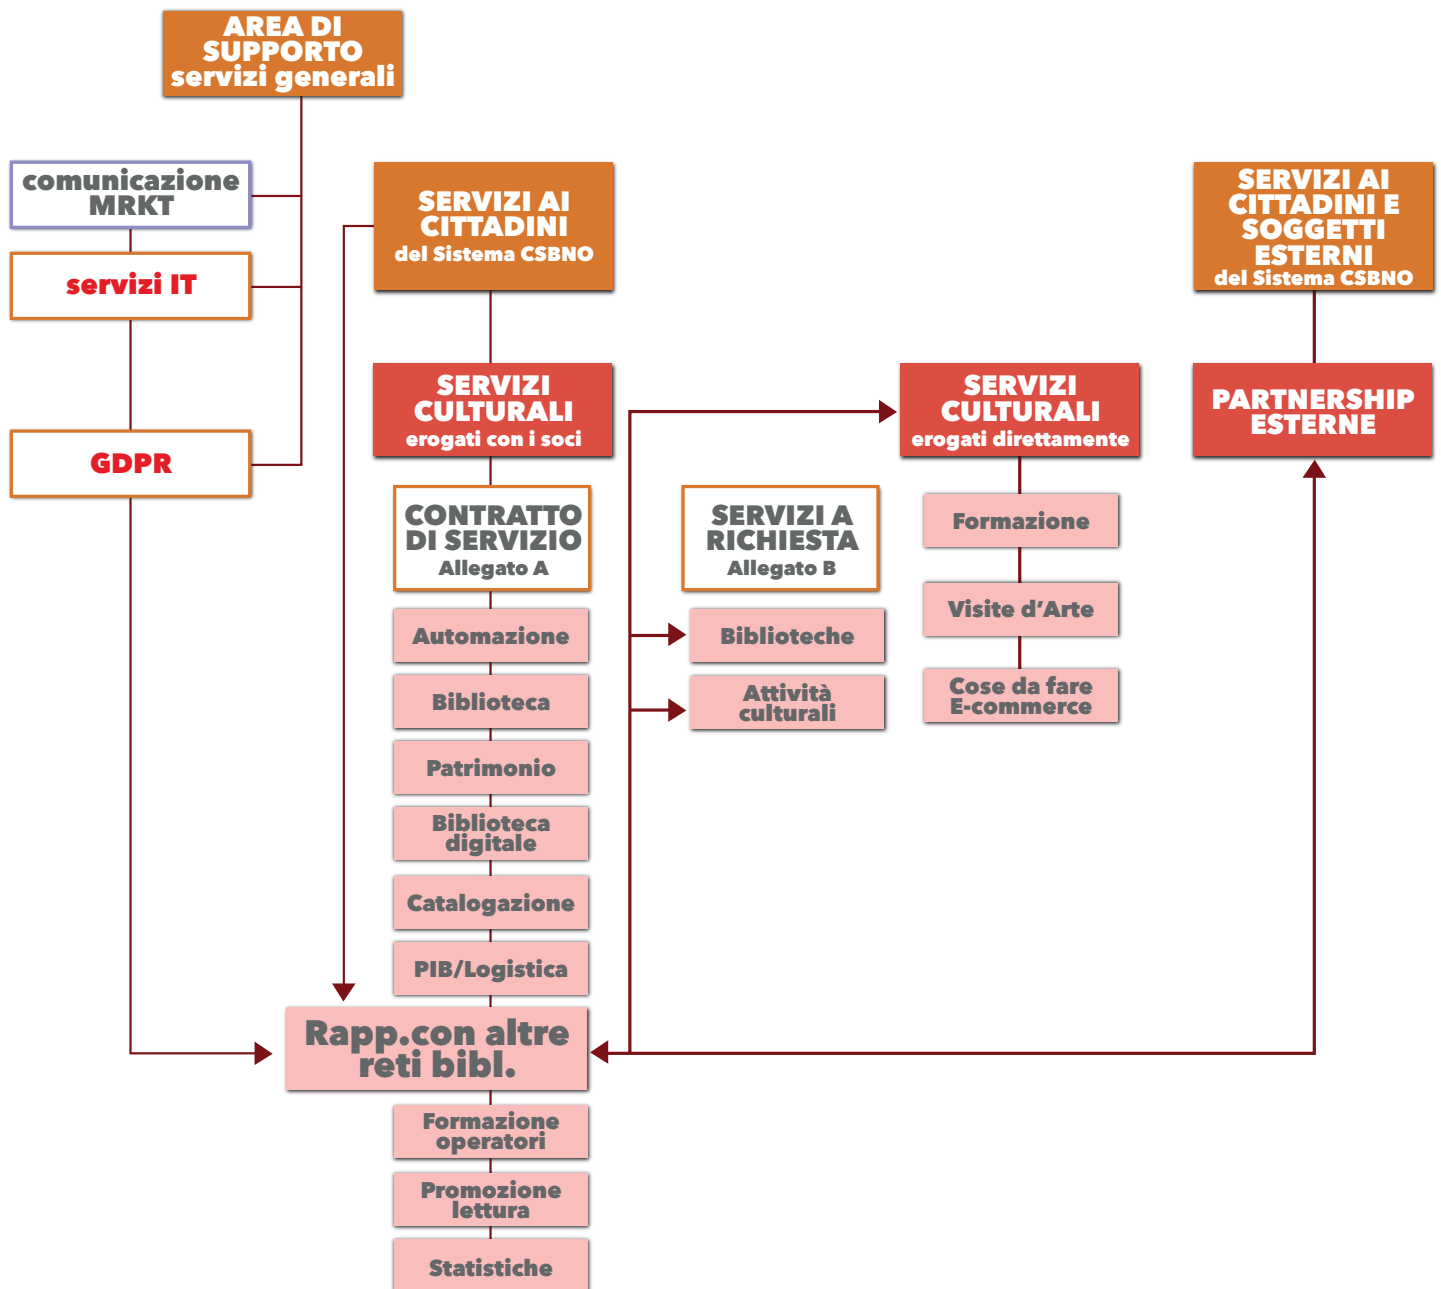 AREA DI
SUPPORTO
servizi generali
comunicazione
MRKT
servizi IT
GDPR
SERVIZI AI
CITTADINI
del Sistema CSBNO
SERVIZI
CULTURALI
erogati con i soci
CONTRATTO
DI SERVIZIO
Allegato A
Automazione
Biblioteca
Patrimonio
Biblioteca
digitale
Catalogazione
PIB/Logistica
Rapp.con altre
reti bibl.
Formazione
operatori
Promozione
lettura
Statistiche
SERVIZI A
RICHIESTA
Allegato B
Biblioteche
Attività
culturali
SERVIZI
CULTURALI
erogati direttamente
Formazione
Visite d’Arte
Cose da fare
E-commerce
SERVIZI AI
CITTADINI E
SOGGETTI
ESTERNI
del Sistema CSBNO
PARTNERSHIP
ESTERNE